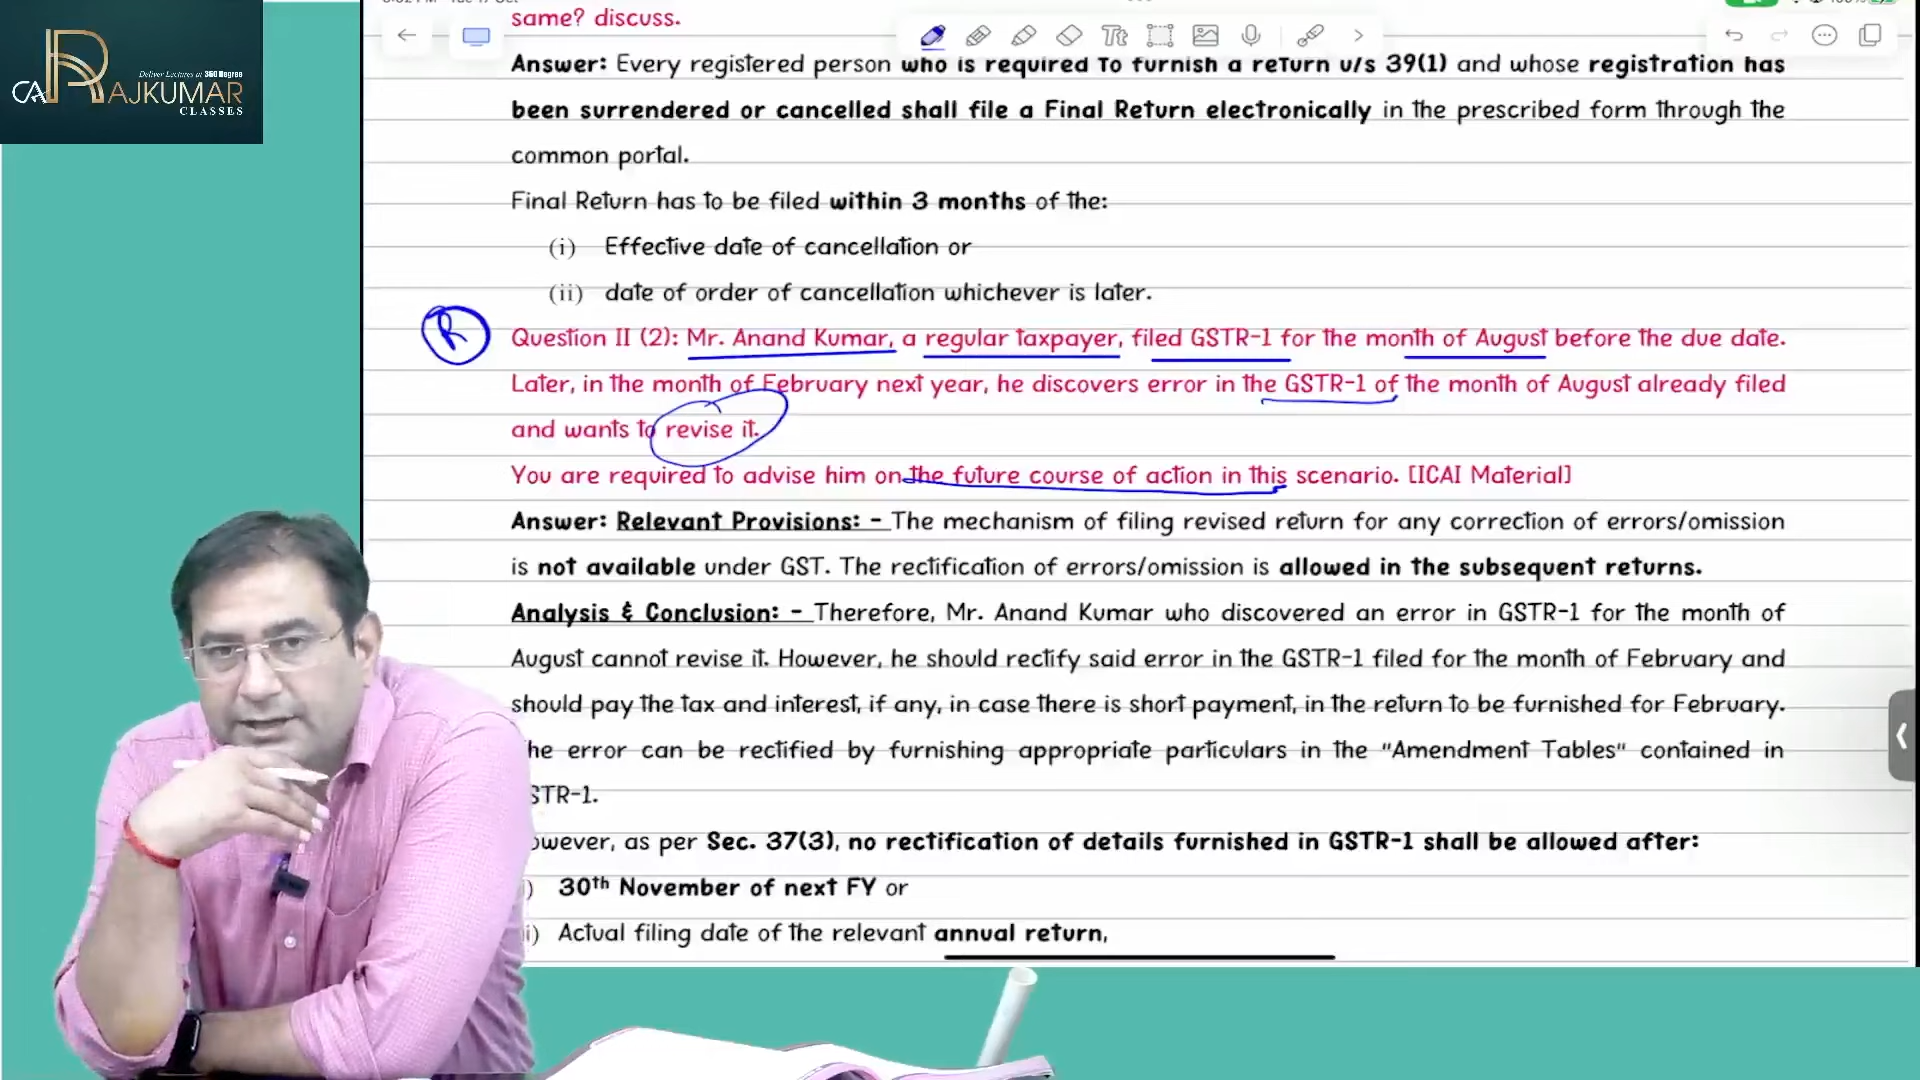 Deliver Lectures at 360 Degree
CA RAJKUMAR
CLASSES
same? discuss.
Tt
Answer: Every registered person who is required to furnish a return u/s 39(1) and whose registration has
been surrendered or cancelled shall file a Final Return electronically in the prescribed form through the
common portal.
Final Return has to be filed within 3 months of the:
(i) Effective date of cancellation or
(ii) date of order of cancellation whichever is later.
R
Question II (2): Mr. Anand Kumar, a regular taxpayer, filed GSTR-1 for the month of August before the due date.
Later, in the month of February next year, he discovers error in the GSTR-1 of the month of August already filed
and wants to revise it.
You are required to advise him on the future course of action in this scenario. [ICAI Material]
Answer: Relevant Provisions: - The mechanism of filing revised return for any correction of errors/omission
is not available under GST. The rectification of errors/omission is allowed in the subsequent returns.
Analysis & Conclusion: - Therefore, Mr. Anand Kumar who discovered an error in GSTR-1 for the month of
August cannot revise it. However, he should rectify said error in the GSTR-1 filed for the month of February and
should pay the tax and interest, if any, in case there is short payment, in the return to be furnished for February.
he error can be rectified by furnishing appropriate particulars in the "Amendment Tables" contained in
STR-1.
owever, as per Sec. 37(3), no rectification of details furnished in GSTR-1 shall be allowed after:
) 30th November of next FY or
i) Actual filing date of the relevant annual return,